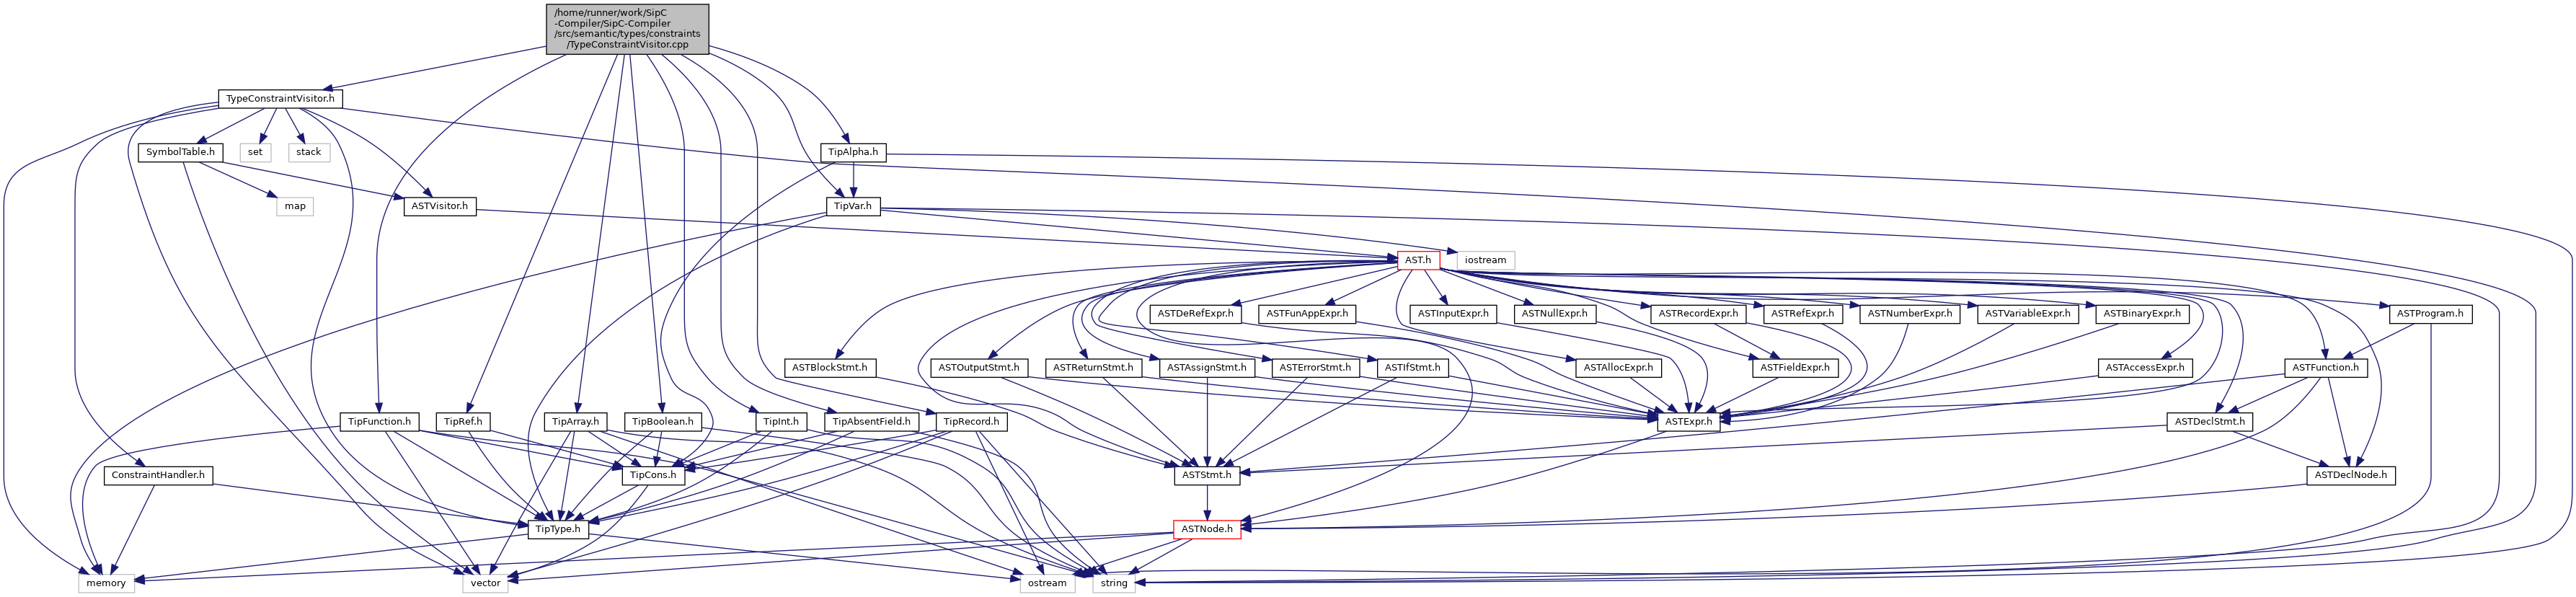 /home/runner/work/SipC
-Compiler/SipC-Compiler
/src/semantic/types/constraints
/TypeConstraintVisitor.cpp
TypeConstraintVisitor.h
SymbolTable.h
set
stack
TipAlpha.h
map
ASTVisitor.h
TipVar.h
AST.h
iostream
ASTDeRefExpr.h
ASTFunAppExpr.h
ASTInputExpr.h
ASTNullExpr.h
ASTRecordExpr.h
ASTRefExpr.h
ASTNumberExpr.h
ASTVariableExpr.h
ASTBinaryExpr.h
ASTProgram.h
ASTBlockStmt.h
ASTOutputStmt.h
ASTReturnStmt.h
ASTAssignStmt.h
ASTErrorStmt.h
ASTIfStmt.h
ASTAllocExpr.h
ASTFieldExpr.h
ASTAccessExpr.h
ASTFunction.h
TipFunction.h
TipRef.h
TipArray.h
TipBoolean.h
TipInt.h
TipAbsentField.h
TipRecord.h
ASTExpr.h
ASTDeclStmt.h
ConstraintHandler.h
TipCons.h
ASTStmt.h
ASTDeclNode.h
TipType.h
ASTNode.h
memory
vector
ostream
string